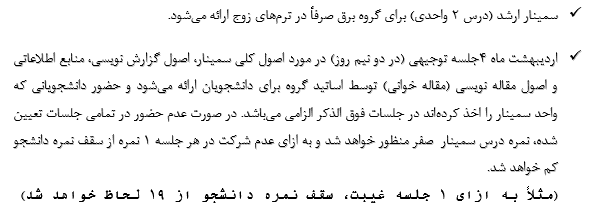 ✓ سمینار ارشد (درس ۲ واحدی) برای گروه برق صرفاً در ترم‌های زوج ارائه می‌شود.
✓ اردیبهشت ماه ۴جلسه توجیهی (در دو نیم روز) در مورد اصول کلی سمینار، اصول گزارش نویسی، منابع اطلاعاتی
و اصول مقاله نویسی (مقاله خوانی) توسط اساتید گروه برای دانشجویان ارائه می‌شود و حضور دانشجویانی که
واحد سمینار را اخذ کرده‌اند در جلسات فوق الذکر الزامی می‌باشد. در صورت عدم حضور در تمامی جلسات تعیین
شده، نمره درس سمینار صفر منظور خواهد شد و به ازای عدم شرکت در هر جلسه ۱ نمره از سقف نمره دانشجو
کم خواهد شد.
(مثلاً به ازای ۱ جلسه غیبت، سقف نمره دانشجو از ۱۹ لحاظ خواهد شد)